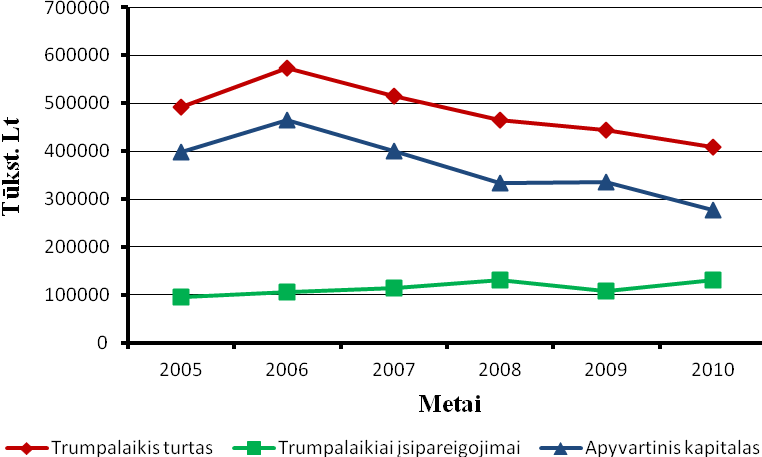 700000
600000
500000
400000
300000
200000
100000
0
Tūkst. Lt
2005 2006 2007 2008 2009 2010
Metai
Trumpalaikis turtas Trumpalaikiai įsipareigojimai Apyvartinis kapitalas